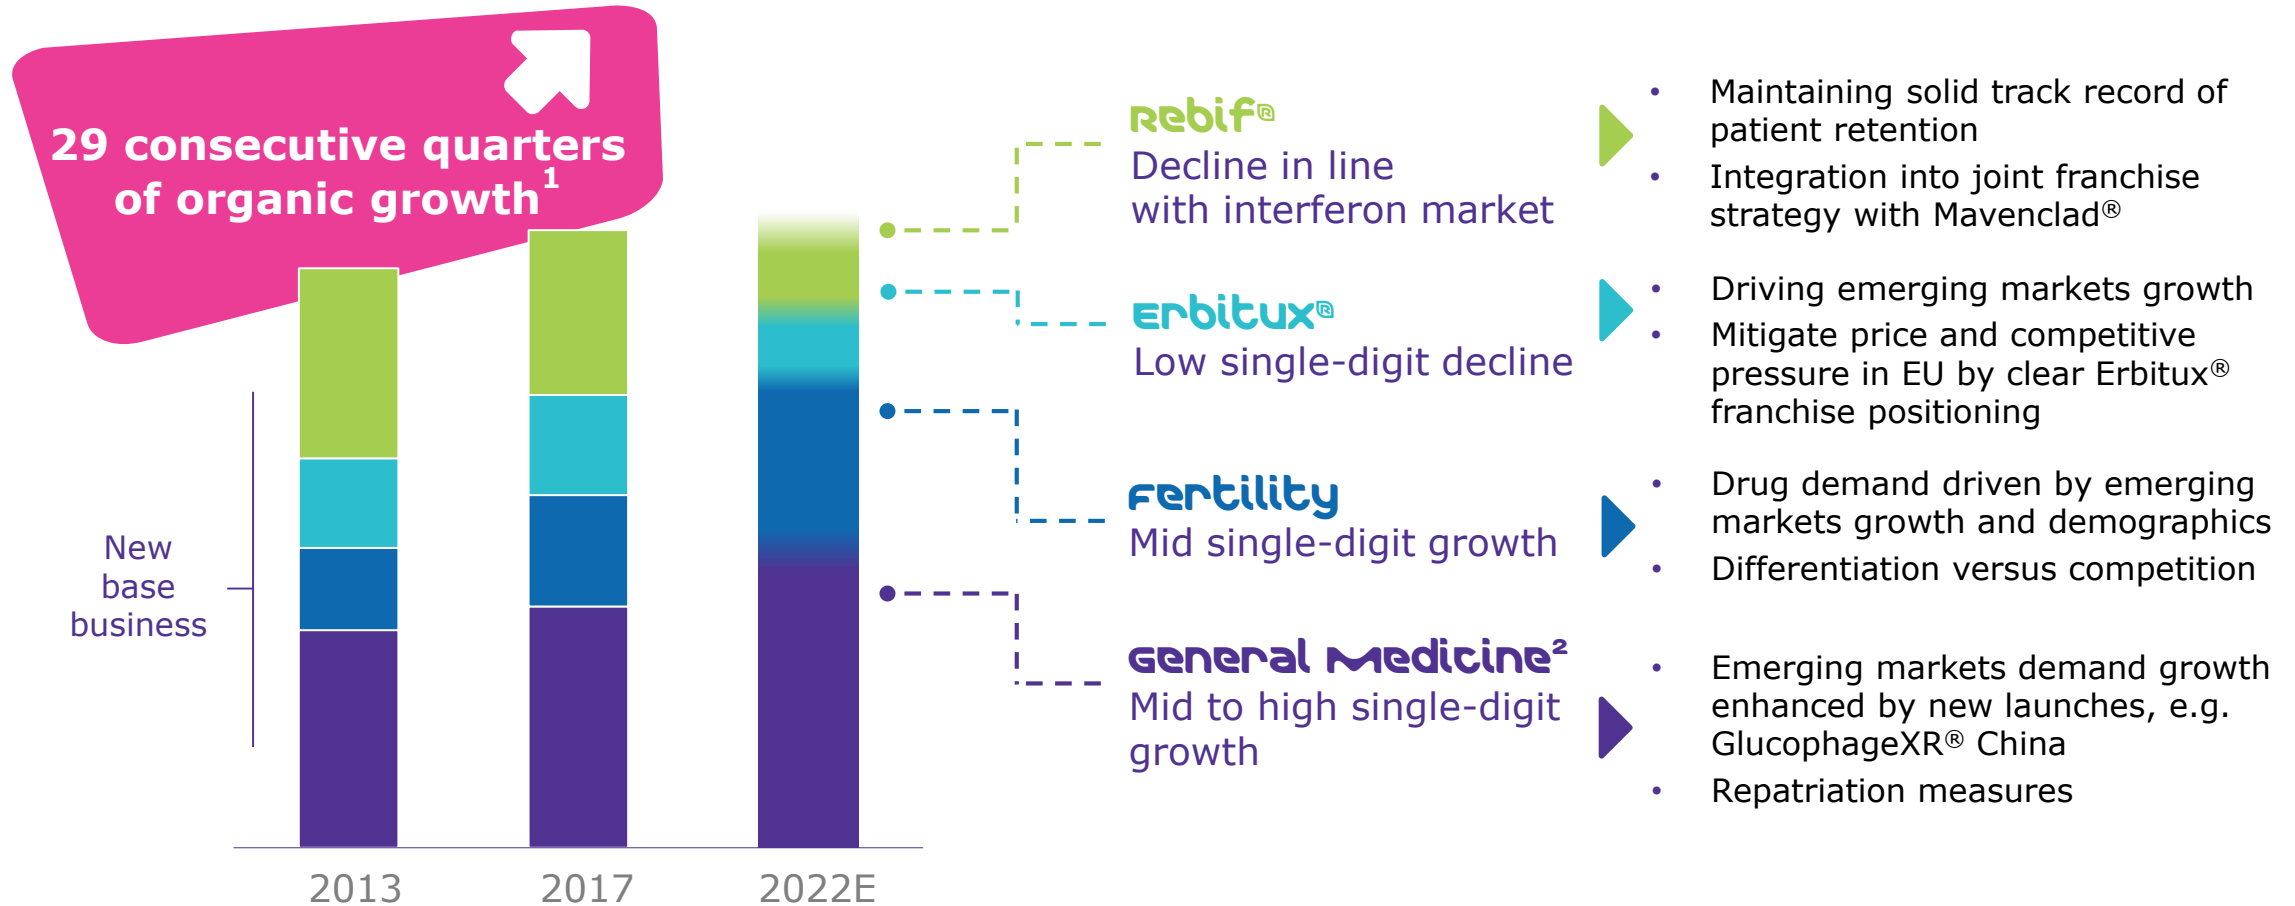 29 consecutive quarters
of organic growth¹
New
base
business
2013
2017
2022E
Rebif®
Decline in line
with interferon market
Erbitux®
Low single-digit decline
Fertility
Mid single-digit growth
General Medicine²
Mid to high single-digit
growth
• Maintaining solid track record of
patient retention
• Integration into joint franchise
strategy with Mavenclad®
• Driving emerging markets growth
• Mitigate price and competitive
pressure in EU by clear Erbitux®
franchise positioning
• Drug demand driven by emerging
markets growth and demographics
• Differentiation versus competition
• Emerging markets demand growth
enhanced by new launches, e.g.
GlucophageXR® China
• Repatriation measures